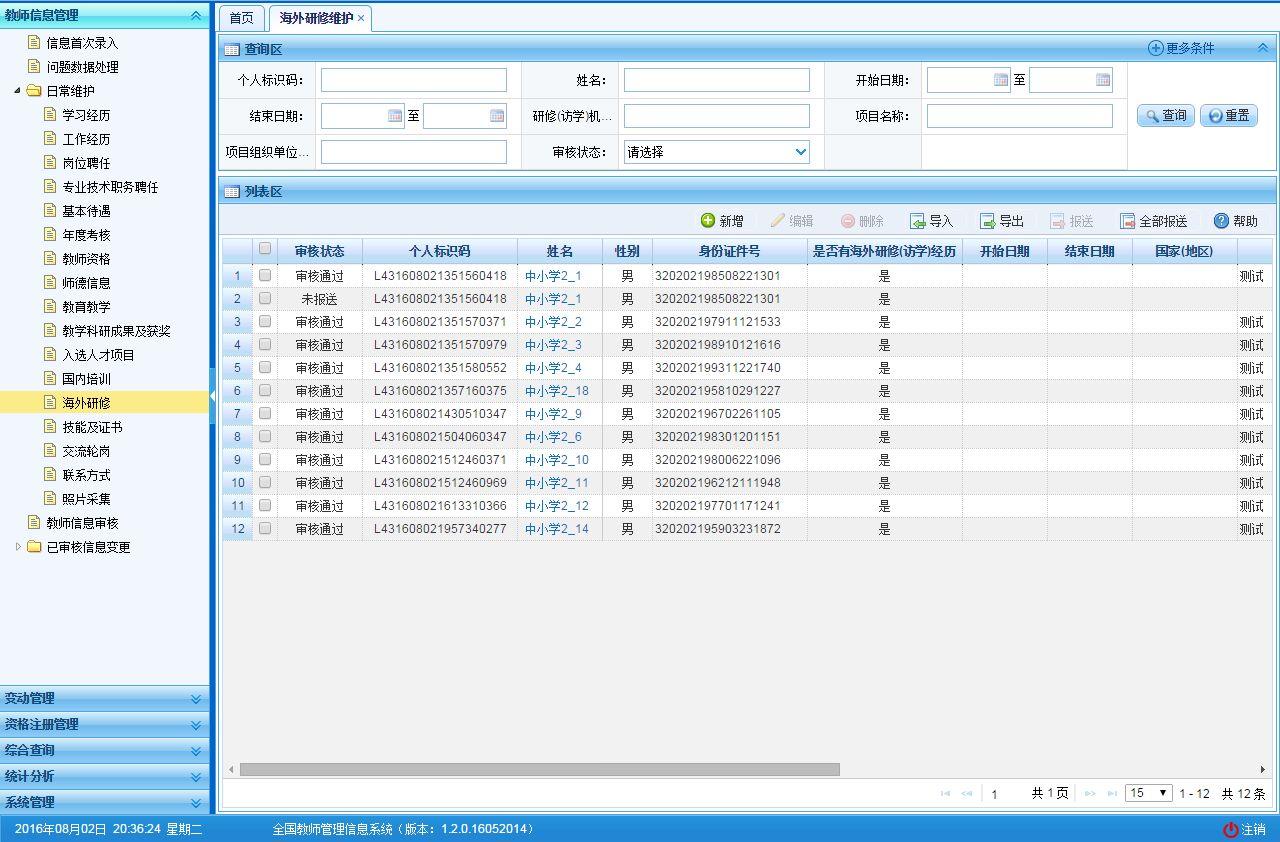 教师信息管理
信息首次录入
问题数据处理
日常维护
学习经历
工作经历
岗位聘任
专业技术职务聘任
基本待遇
年度考核
教师资格
师德信息
教育教学
教学科研成果及获奖
入选人才项目
国内培训
海外研修
技能及证书
交流轮岗
联系方式
照片采集
教师信息审核
已审核信息变更
变动管理
资格注册管理
综合查询
统计分析
系统管理
首页 海外研修维护 ×
查询区 更多条件
个人标识码: 姓名: 开始日期: 至
结束日期: 至 研修(访学)机... 项目名称: 查询 重置
项目组织单位... 审核状态: 请选择
列表区
新增 编辑 删除 导入 导出 报送 全部报送 帮助
审核状态 个人标识码 姓名 性别 身份证件号 是否有海外研修(访学)经历 开始日期 结束日期 国家(地区)
1 审核通过 L431608021351560418 中小学2_1 男 320202198508221301 是 测试
2 未报送 L431608021351560418 中小学2_1 男 320202198508221301 是
3 审核通过 L431608021351570371 中小学2_2 男 320202197911121533 是 测试
4 审核通过 L431608021351570979 中小学2_3 男 320202198910121616 是 测试
5 审核通过 L431608021351580552 中小学2_4 男 320202199311221740 是 测试
6 审核通过 L431608021357160375 中小学2_18 男 320202195810291227 是 测试
7 审核通过 L431608021430510347 中小学2_9 男 320202196702261105 是 测试
8 审核通过 L431608021504060347 中小学2_6 男 320202198301201151 是 测试
9 审核通过 L431608021512460371 中小学2_10 男 320202198006221096 是 测试
10 审核通过 L431608021512460969 中小学2_11 男 320202196212111948 是 测试
11 审核通过 L431608021613310366 中小学2_12 男 320202197701171241 是 测试
12 审核通过 L431608021957340277 中小学2_14 男 320202195903231872 是 测试
1 共 1 页 15 1 - 12 共 12 条
2016年08月02日 20:36:24 星期二 全国教师管理信息系统（版本：1.2.0.16052014） 注销